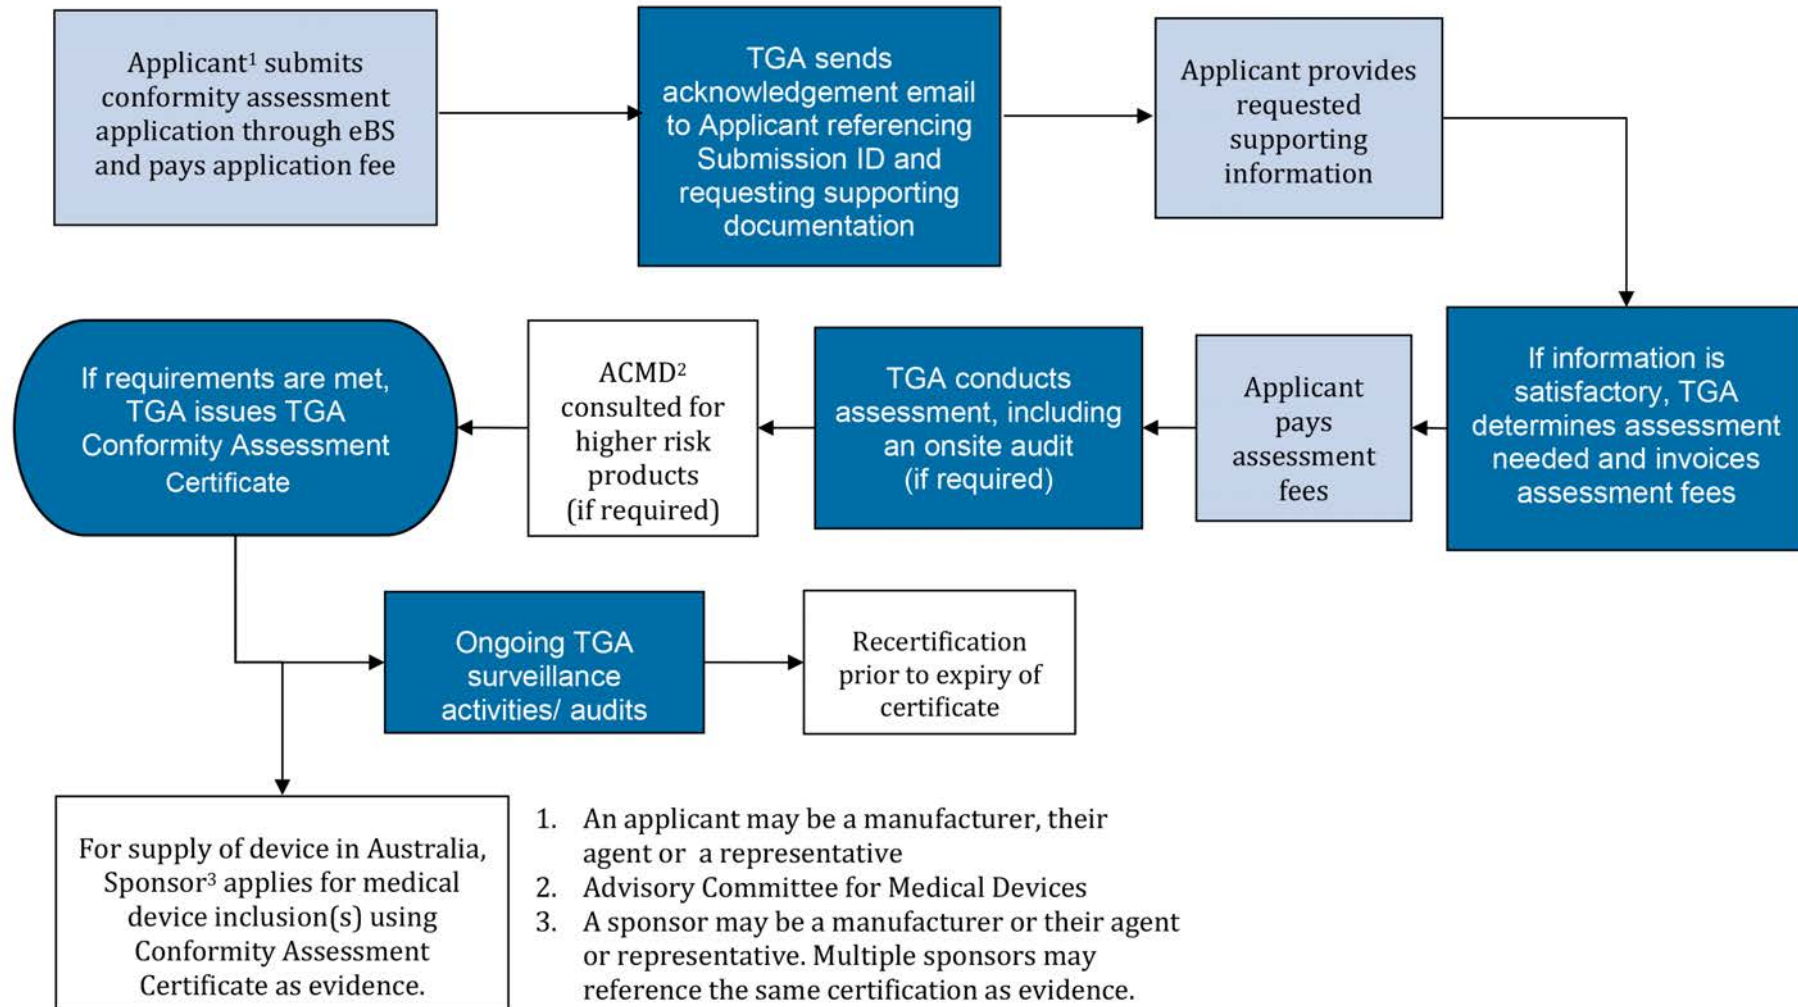 Applicant¹ submits
conformity assessment
application through eBS
and pays application fee
TGA sends
acknowledgement email
to Applicant referencing
Submission ID and
requesting supporting
documentation
Applicant provides
requested
supporting
information
If information is
satisfactory, TGA
determines assessment
needed and invoices
assessment fees
Applicant
pays
assessment
fees
TGA conducts
assessment, including
an onsite audit
(if required)
ACMD²
consulted for
higher risk
products
(if required)
If requirements are met,
TGA issues TGA
Conformity Assessment
Certificate
Ongoing TGA
surveillance
activities/ audits
Recertification
prior to expiry of
certificate
For supply of device in Australia,
Sponsor³ applies for medical
device inclusion(s) using
Conformity Assessment
Certificate as evidence.
1. An applicant may be a manufacturer, their
agent or a representative
2. Advisory Committee for Medical Devices
3. A sponsor may be a manufacturer or their agent
or representative. Multiple sponsors may
reference the same certification as evidence.